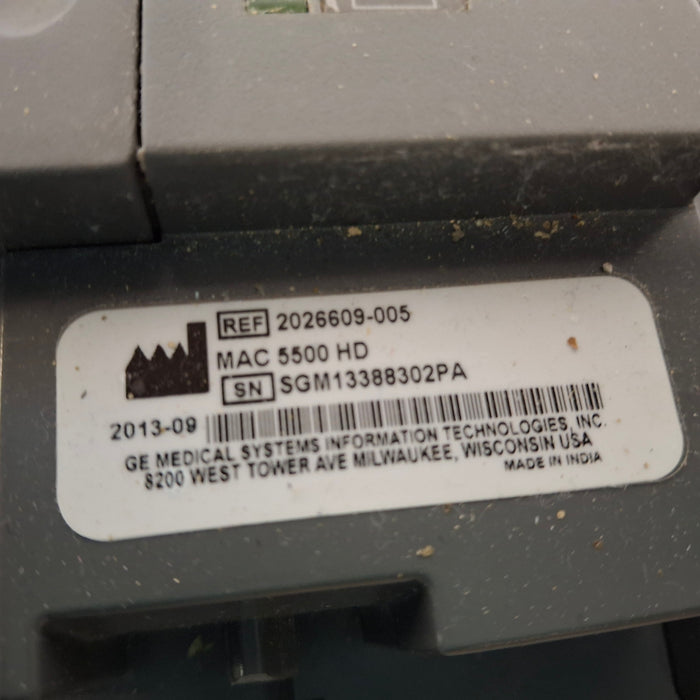 REF 2026609-005
MAC 5500 HD
SN SGM13388302PA
2013-09
GE MEDICAL SYSTEMS INFORMATION TECHNOLOGIES, INC.
8200 WEST TOWER AVE MILWAUKEE, WISCONSIN USA
MADE IN INDIA